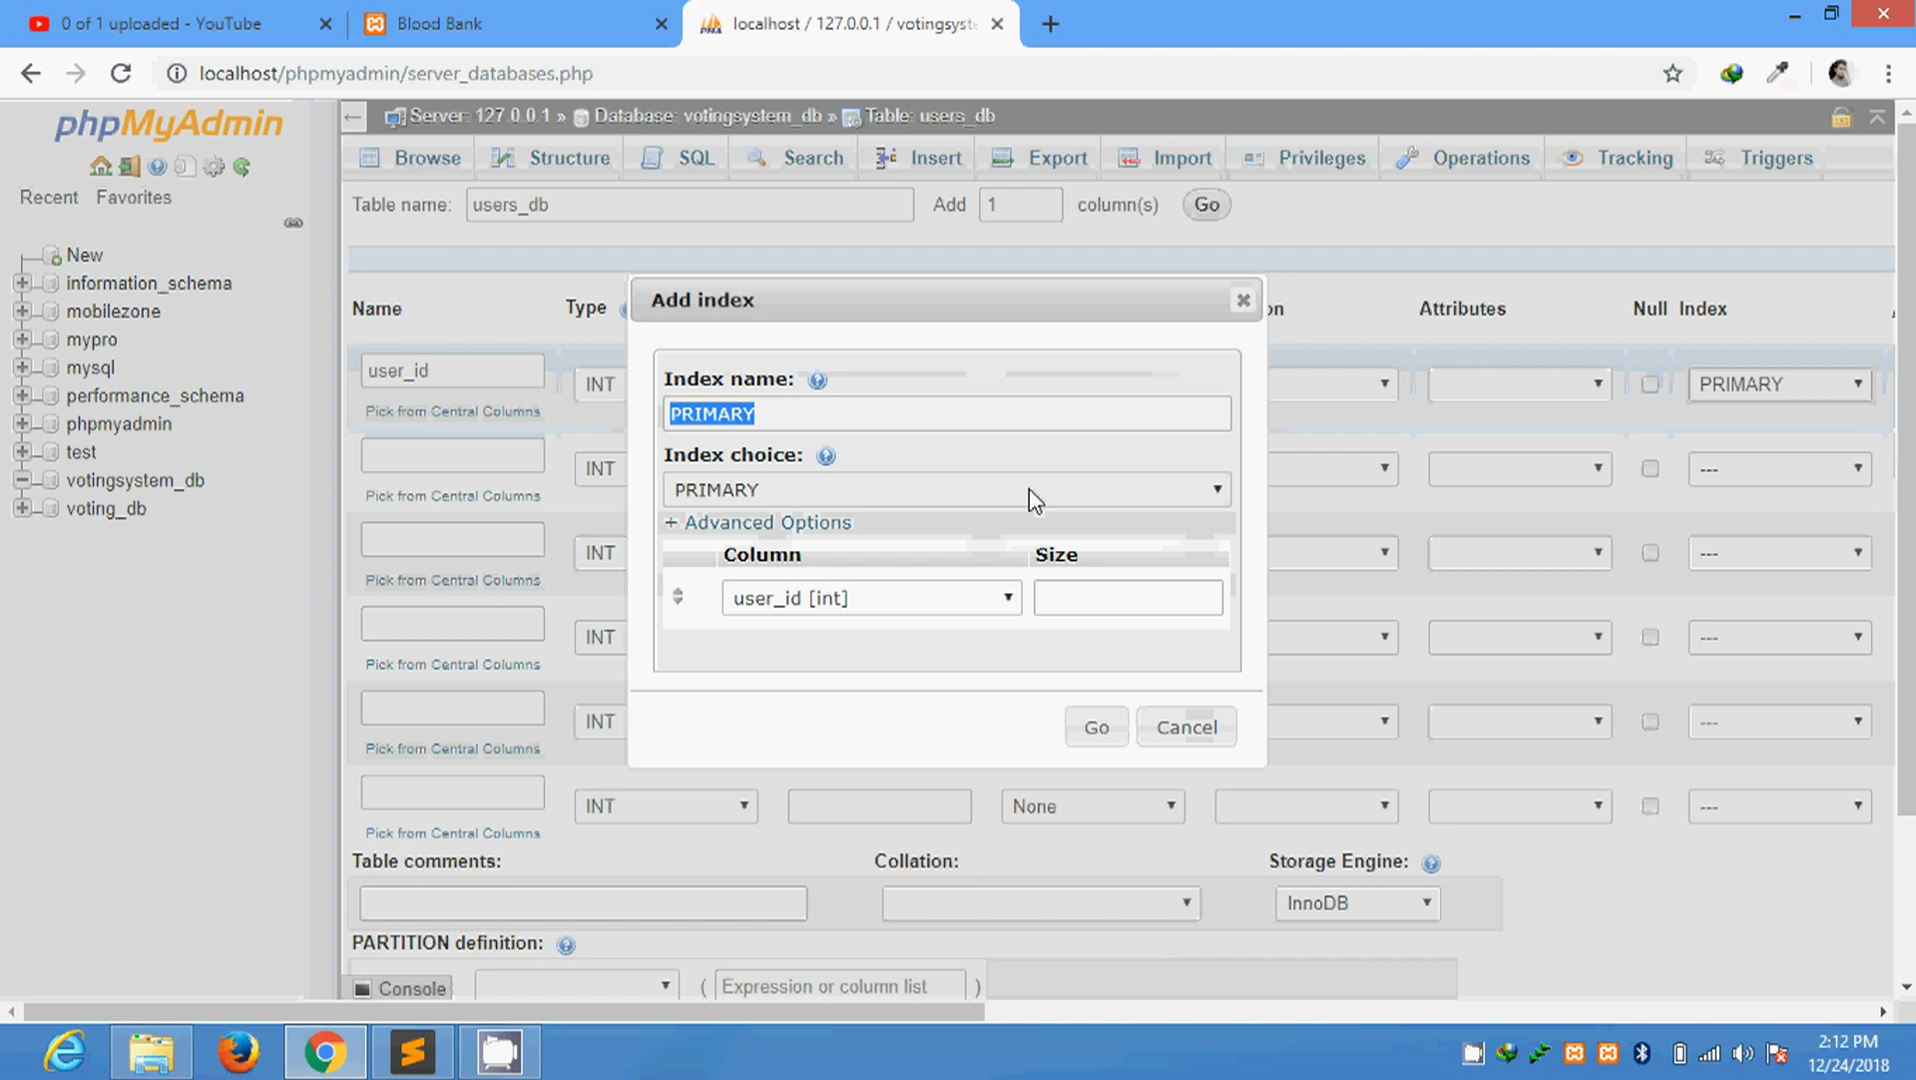 0 of 1 uploaded - YouTube
Blood Bank
localhost / 127.0.0.1 / votingsyst
localhost/phpmyadmin/server_databases.php
phpMyAdmin
Recent Favorites
New
information_schema
mobilezone
mypro
mysql
performance_schema
phpmyadmin
test
votingsystem_db
voting_db
Server: 127.0.0.1 » Database: votingsystem_db » Table: users_db
Browse Structure SQL Search Insert Export Import Privileges Operations Tracking Triggers
Table name: users_db Add 1 column(s) Go
Name Type on Attributes Null Index
user_id INT PRIMARY
Pick from Central Columns
INT ---
Pick from Central Columns
INT ---
Pick from Central Columns
INT ---
Pick from Central Columns
INT ---
Pick from Central Columns
INT None ---
Pick from Central Columns
Add index
Index name:
PRIMARY
Index choice:
PRIMARY
+ Advanced Options
Column Size
user_id [int]
Go Cancel
Table comments: Collation: Storage Engine:
InnoDB
PARTITION definition:
Console ( Expression or column list )
2:12 PM
12/24/2018